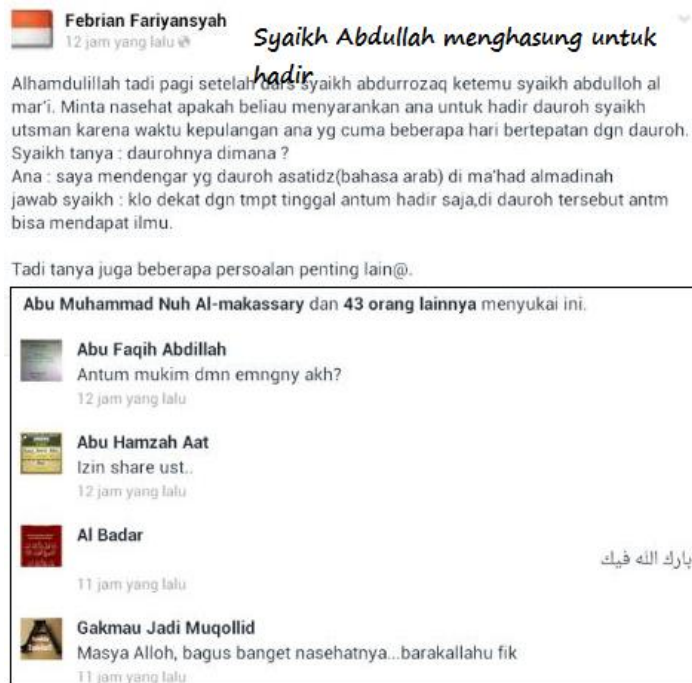 Febrian Fariyansyah
12 jam yang lalu
Syaikh Abdullah menghasung untuk
hadir
Alhamdulillah tadi pagi setelah dars syaikh abdurrozaq ketemu syaikh abdulloh al
mar'i. Minta nasehat apakah beliau menyarankan ana untuk hadir dauroh syaikh
utsman karena waktu kepulangan ana yg cuma beberapa hari bertepatan dgn dauroh.
Syaikh tanya : daurohnya dimana ?
Ana : saya mendengar yg dauroh asatidz(bahasa arab) di ma'had almadinah
jawab syaikh : klo dekat dgn tmpt tinggal antum hadir saja,di dauroh tersebut antm
bisa mendapat ilmu.
Tadi tanya juga beberapa persoalan penting lain@.
Abu Muhammad Nuh Al-makassary dan 43 orang lainnya menyukai ini.
Abu Faqih Abdillah
Antum mukim dmn emngny akh?
12 jam yang lalu
Abu Hamzah Aat
Izin share ust..
12 jam yang lalu
Al Badar
بارك الله فيك
11 jam yang lalu
Gakmau Jadi Muqollid
Masya Alloh, bagus banget nasehatnya...barakallahu fik
11 jam yang lalu